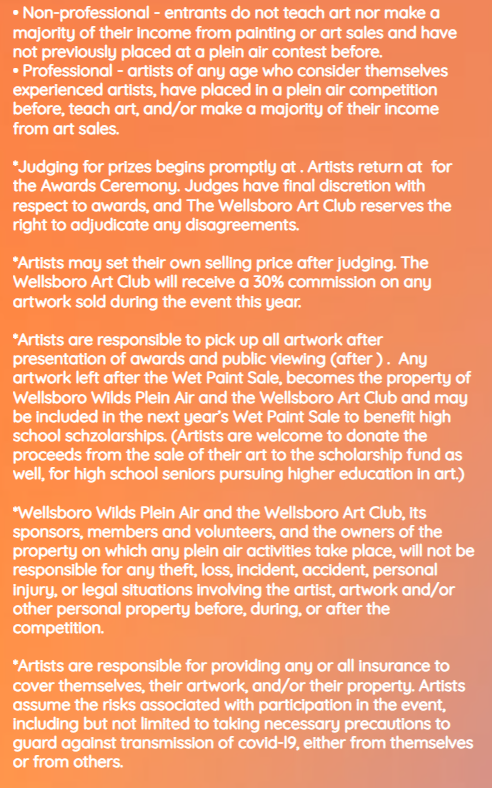 • Non-professional - entrants do not teach art nor make a
majority of their income from painting or art sales and have
not previously placed at a plein air contest before.
• Professional - artists of any age who consider themselves
experienced artists, have placed in a plein air competition
before, teach art, and/or make a majority of their income
from art sales.

*Judging for prizes begins promptly at . Artists return at  for
the Awards Ceremony. Judges have final discretion with
respect to awards, and The Wellsboro Art Club reserves the
right to adjudicate any disagreements.

*Artists may set their own selling price after judging. The
Wellsboro Art Club will receive a 30% commission on any
artwork sold during the event this year.

*Artists are responsible to pick up all artwork after
presentation of awards and public viewing (after ) .  Any
artwork left after the Wet Paint Sale, becomes the property of
Wellsboro Wilds Plein Air and the Wellsboro Art Club and may
be included in the next year's Wet Paint Sale to benefit high
school schzolarships. (Artists are welcome to donate the
proceeds from the sale of their art to the scholarship fund as
well, for high school seniors pursuing higher education in art.)

*Wellsboro Wilds Plein Air and the Wellsboro Art Club, its
sponsors, members and volunteers, and the owners of the
property on which any plein air activities take place, will not be
responsible for any theft, loss, incident, accident, personal
injury, or legal situations involving the artist, artwork and/or
other personal property before, during, or after the
competition.

*Artists are responsible for providing any or all insurance to
cover themselves, their artwork, and/or their property. Artists
assume the risks associated with participation in the event,
including but not limited to taking necessary precautions to
guard against transmission of covid-19, either from themselves
or from others.